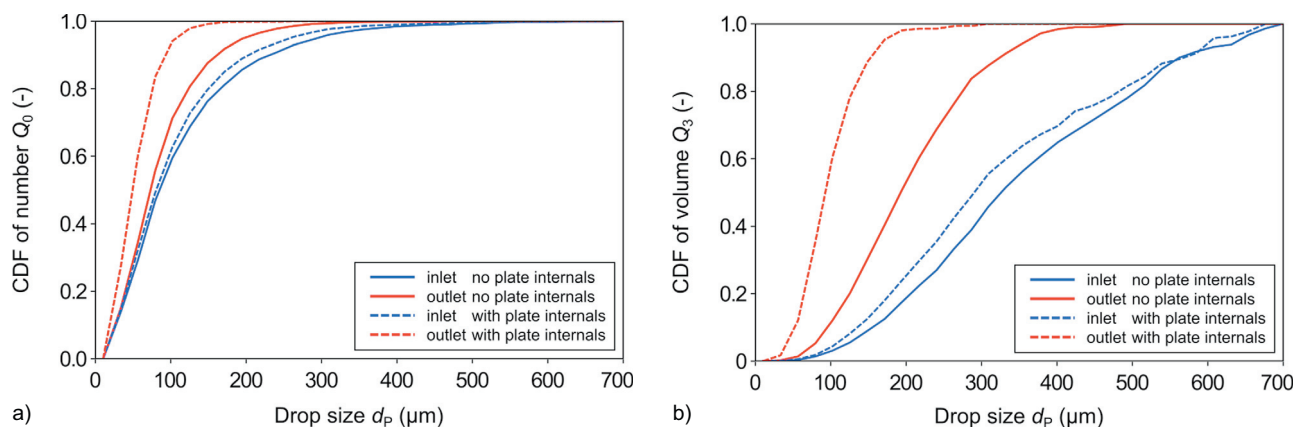 CDF of number Q₀ (-)
1.0
0.8
0.6
0.4
0.2
0.0
0 100 200 300 400 500 600 700
Drop size dₚ (µm)
inlet no plate internals
outlet no plate internals
inlet with plate internals
outlet with plate internals
a)
CDF of volume Q₃ (-)
1.0
0.8
0.6
0.4
0.2
0
0 100 200 300 400 500 600 700
Drop size dₚ (µm)
inlet no plate internals
outlet no plate internals
inlet with plate internals
outlet with plate internals
b)